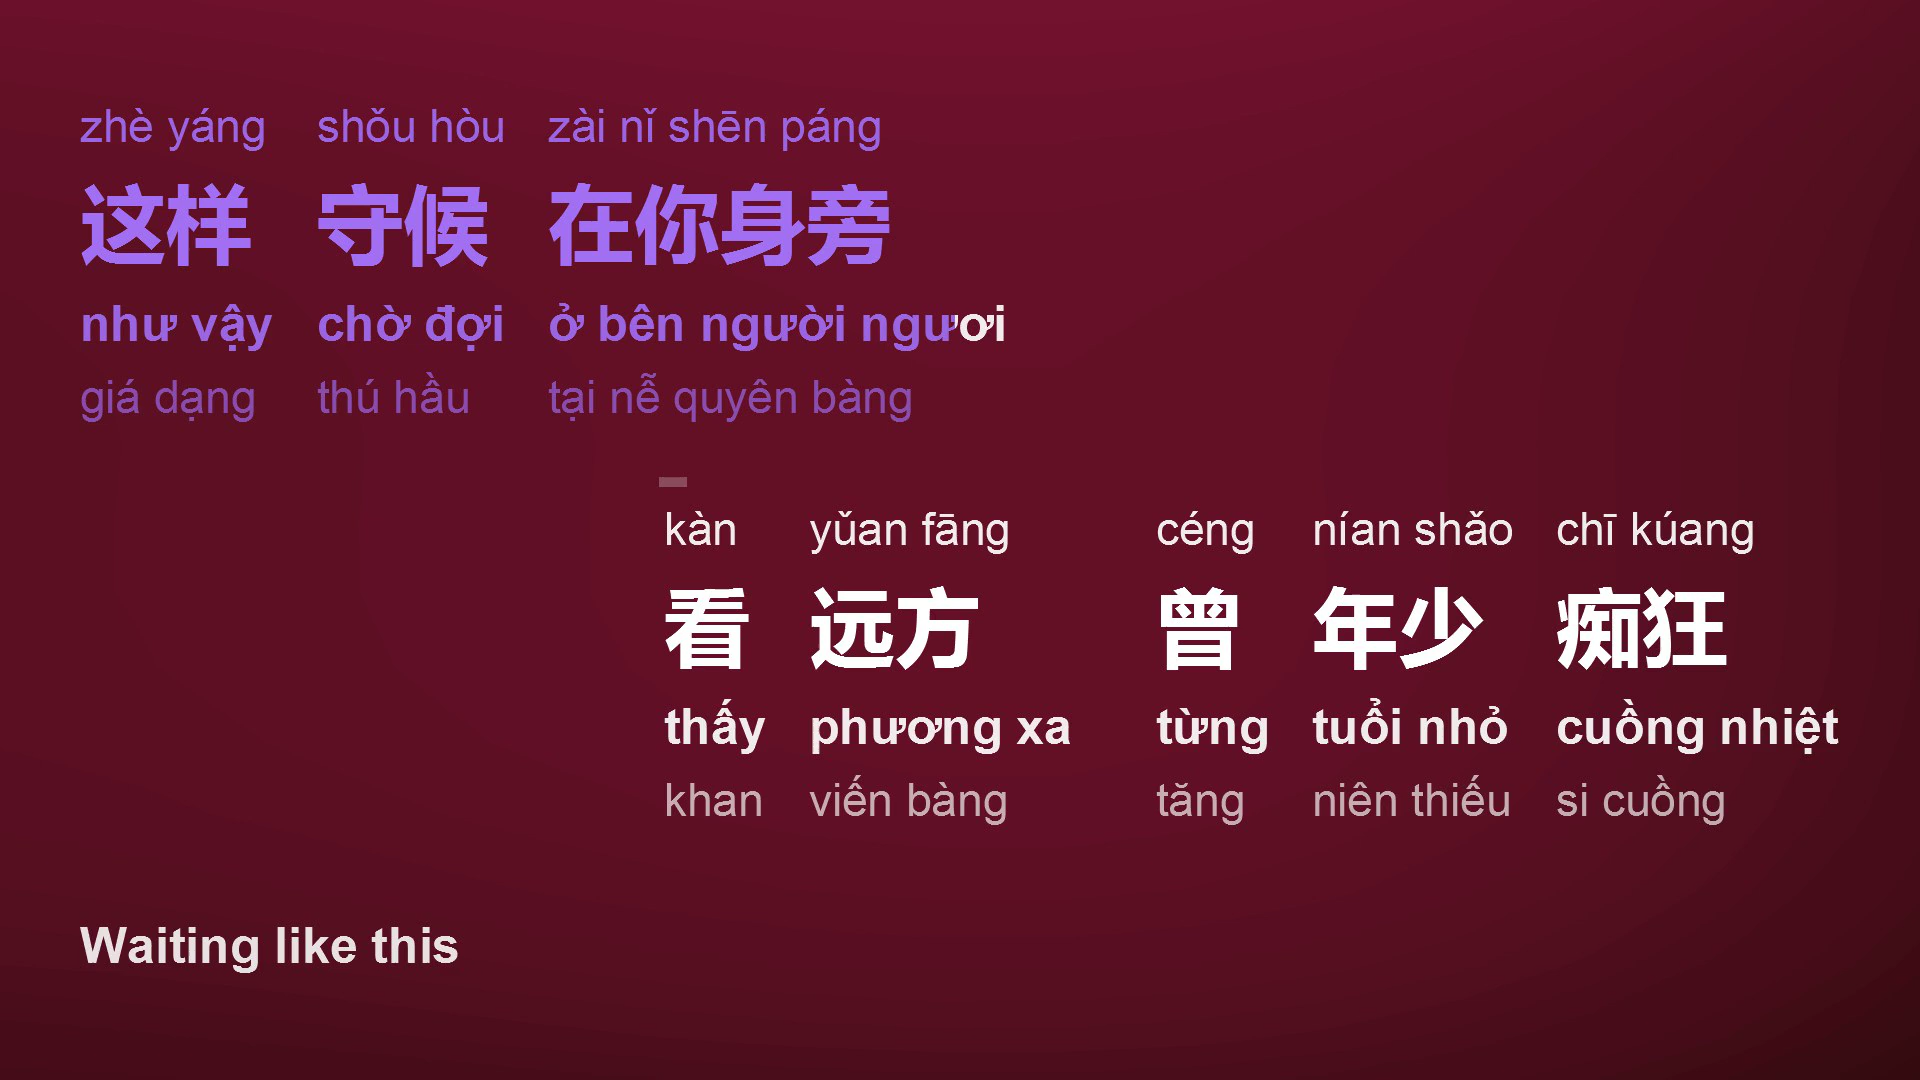 zhè yáng shǒu hòu zài nǐ shēn páng
这样 守候 在你身旁
như vậy chờ đợi ở bên người ngươi
giá dạng thú hầu tại nễ quyên bàng
kàn yǔan fāng céng nían shǎo chī kúang
看 远方 曾 年少 痴狂
thấy phương xa từng tuổi nhỏ cuồng nhiệt
khan viến bàng tăng niên thiếu si cuồng
Waiting like this